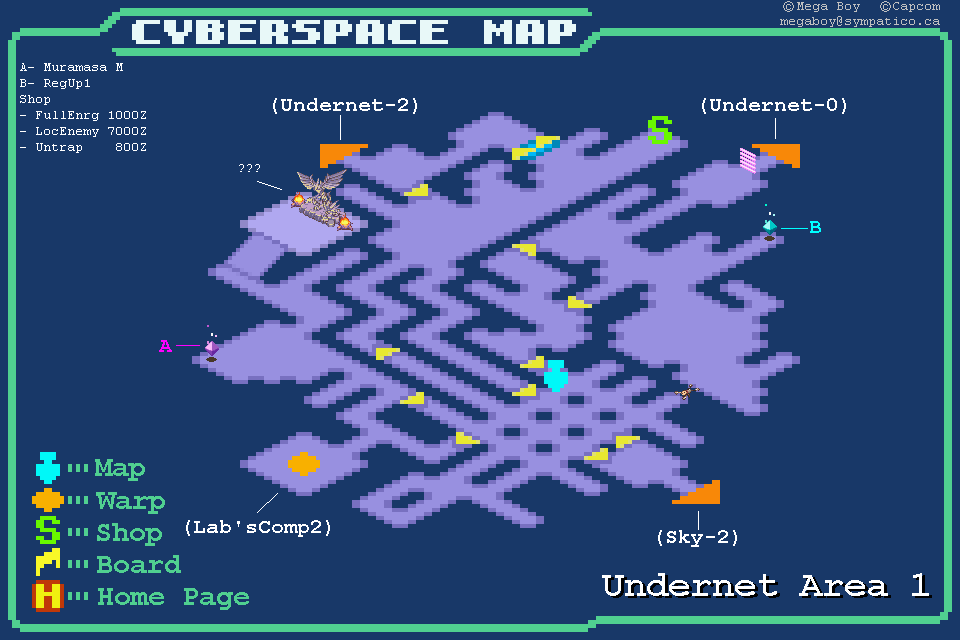 ©Mega Boy ©Capcom
megaboy@sympatico.ca
CYBERSPACE MAP
A- Muramasa M
B- RegUp1
Shop
- FullEnrg 1000Z
- LocEnemy 7000Z
- Untrap 800Z
(Undernet-2)
(Undernet-0)
S
???
B
A
Map
Warp
S Shop
Board
H Home Page
(Lab'sComp2)
(Sky-2)
Undernet Area 1